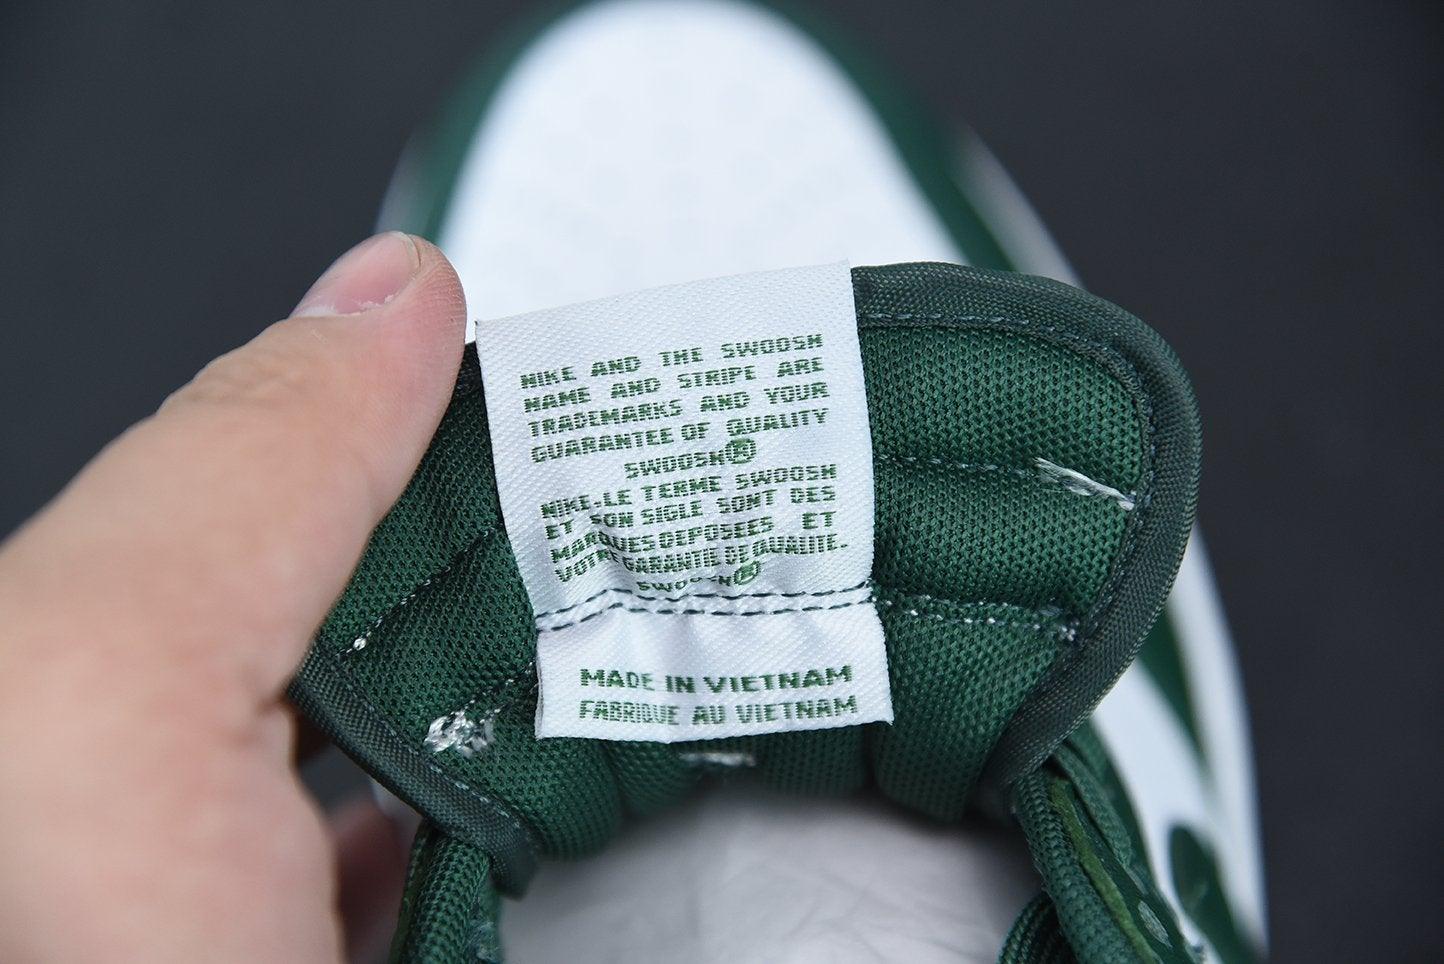 NIKE AND THE SWOOSH
NAME AND STRIPE ARE
TRADEMARKS AND YOUR
GUARANTEE OF QUALITY
SWOOSH®
NIKE-LE TERME SWOOSH
ET SON SIGLE SONT DES
MARQUES DEPOSEES ET
VOTRE GARANTIE DE QUALITE.
SWOOSH®
MADE IN VIETNAM
FABRIQUE AU VIETNAM